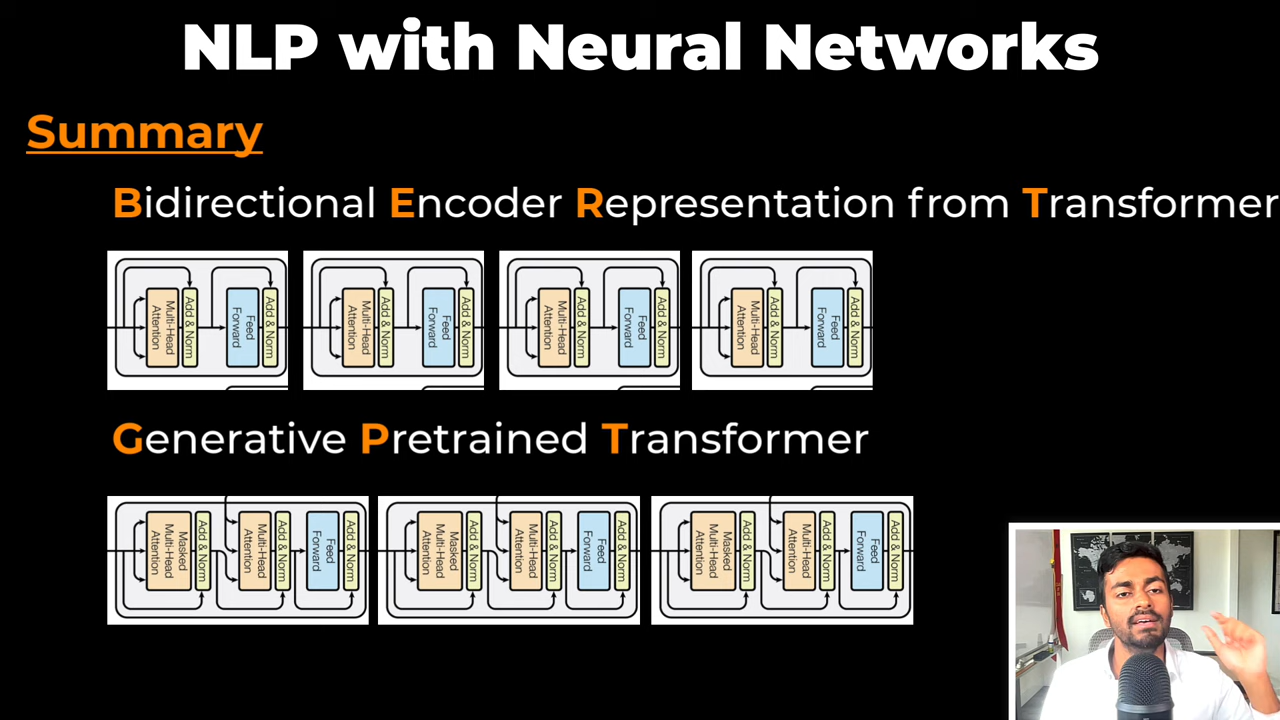 NLP with Neural Networks
Summary
Bidirectional Encoder Representation from Transformer
Multi-Head Attention
Add & Norm
Feed Forward
Add & Norm
Multi-Head Attention
Add & Norm
Feed Forward
Add & Norm
Multi-Head Attention
Add & Norm
Feed Forward
Add & Norm
Multi-Head Attention
Add & Norm
Feed Forward
Add & Norm
Generative Pretrained Transformer
Masked Multi-Head Attention
Add & Norm
Multi-Head Attention
Add & Norm
Feed Forward
Add & Norm
Masked Multi-Head Attention
Add & Norm
Multi-Head Attention
Add & Norm
Feed Forward
Add & Norm
Masked Multi-Head Attention
Add & Norm
Multi-Head Attention
Add & Norm
Feed Forward
Add & Norm